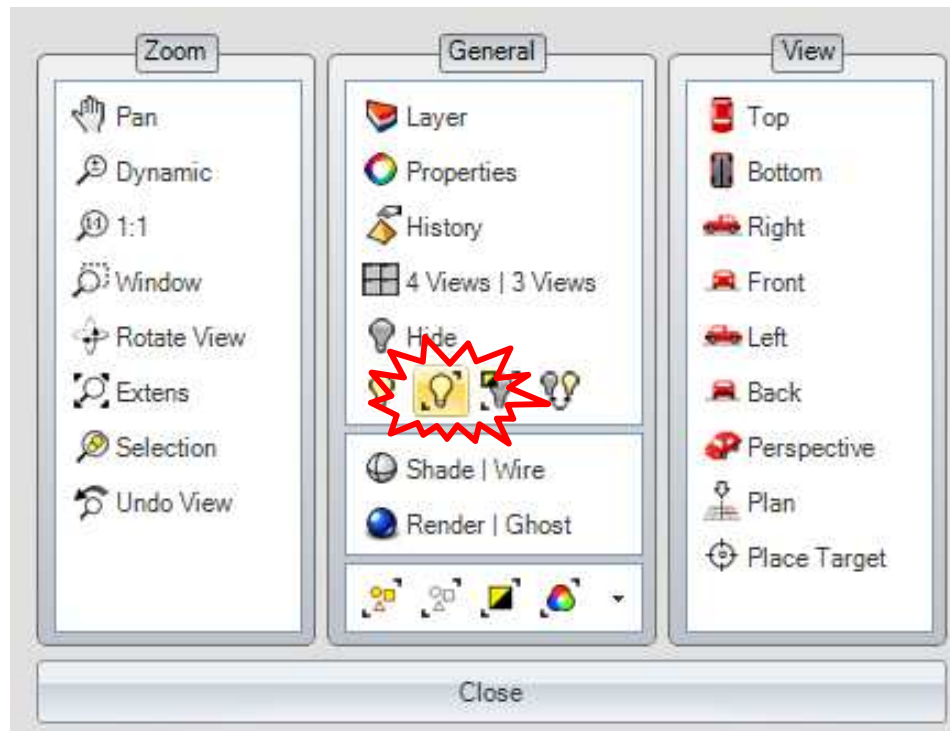 Zoom
Pan
Dynamic
1:1
Window
Rotate View
Extens
Selection
Undo View
General
Layer
Properties
History
4 Views | 3 Views
Hide
Shade | Wire
Render | Ghost
View
Top
Bottom
Right
Front
Left
Back
Perspective
Plan
Place Target
Close